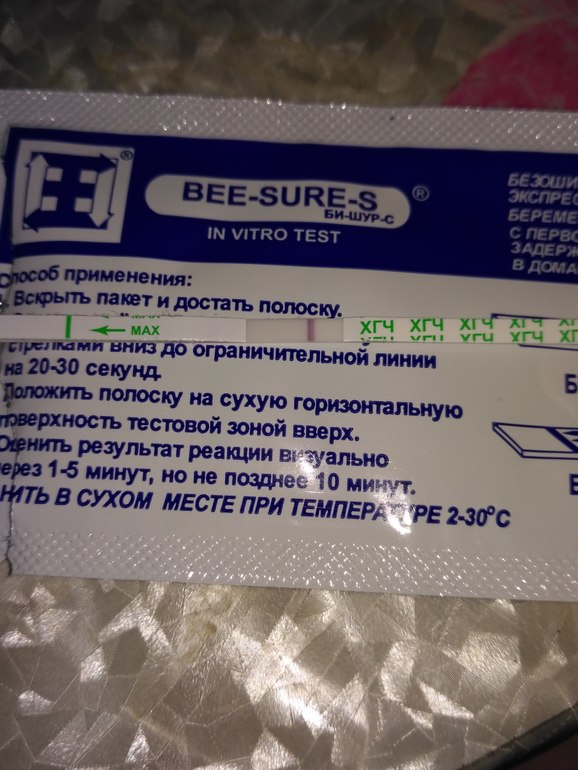 BEE-SURE-S ®
БИ-ШУР-С
IN VITRO TEST
БЕРЕМЕ
С ПЕРВО
ЗАДЕРЖ
В ДОМА
Способ применения:
Вскрыть пакет и достать полоску.
MAX
ХГЧ ХГЧ ХГЧ ХГЧ ХГ
стрелками вниз до ограничительной линии
на 20-30 секунд.
Положить полоску на сухую горизонтальную
поверхность тестовой зоной вверх.
Оценить результат реакции визуально
через 1-5 минут, но не позднее 10 минут.
НИТЬ В СУХОМ МЕСТЕ ПРИ ТЕМПЕРАТУРЕ 2-30°С